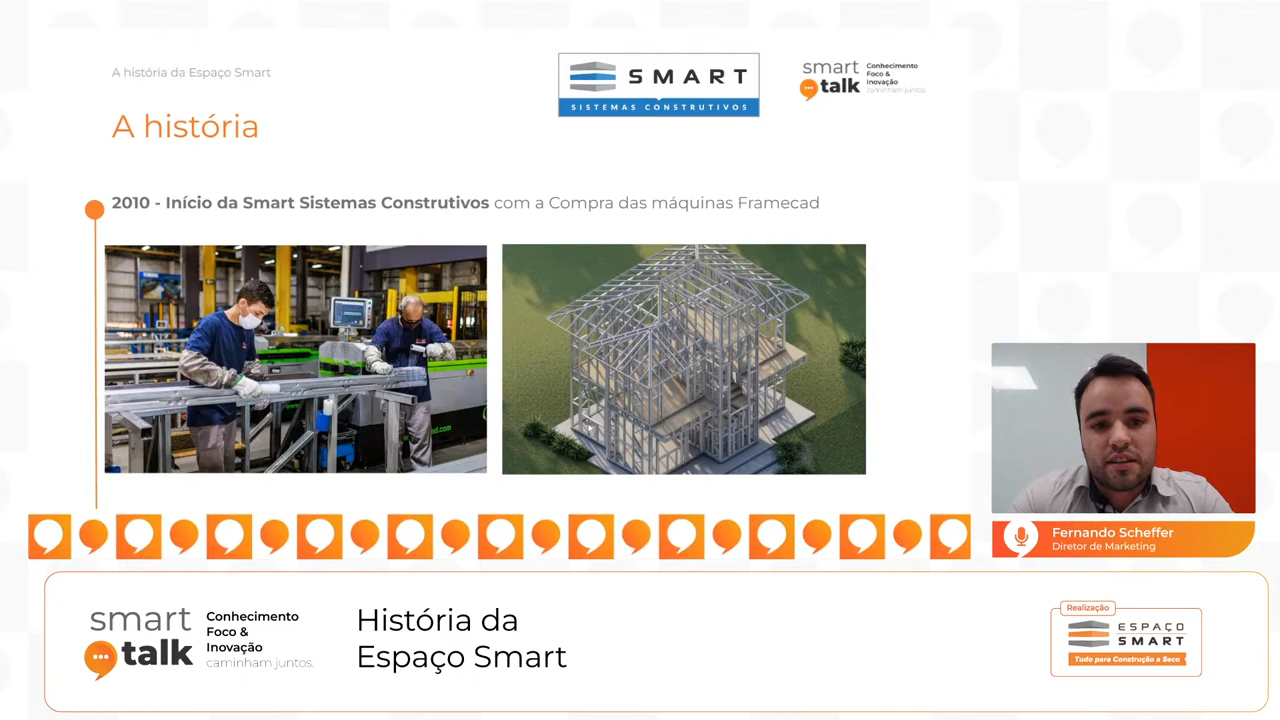 A história da Espaço Smart
SMART
SISTEMAS CONSTRUTIVOS
smart
talk
Conhecimento
Foco &
Inovação
caminham juntos.
A história
2010 - Início da Smart Sistemas Construtivos com a Compra das máquinas Framecad
Fernando Scheffer
Diretor de Marketing
smart
talk
Conhecimento
Foco &
Inovação
caminham juntos.
História da
Espaço Smart
Realização
ESPAÇO
SMART
Tudo para Construção a Seco